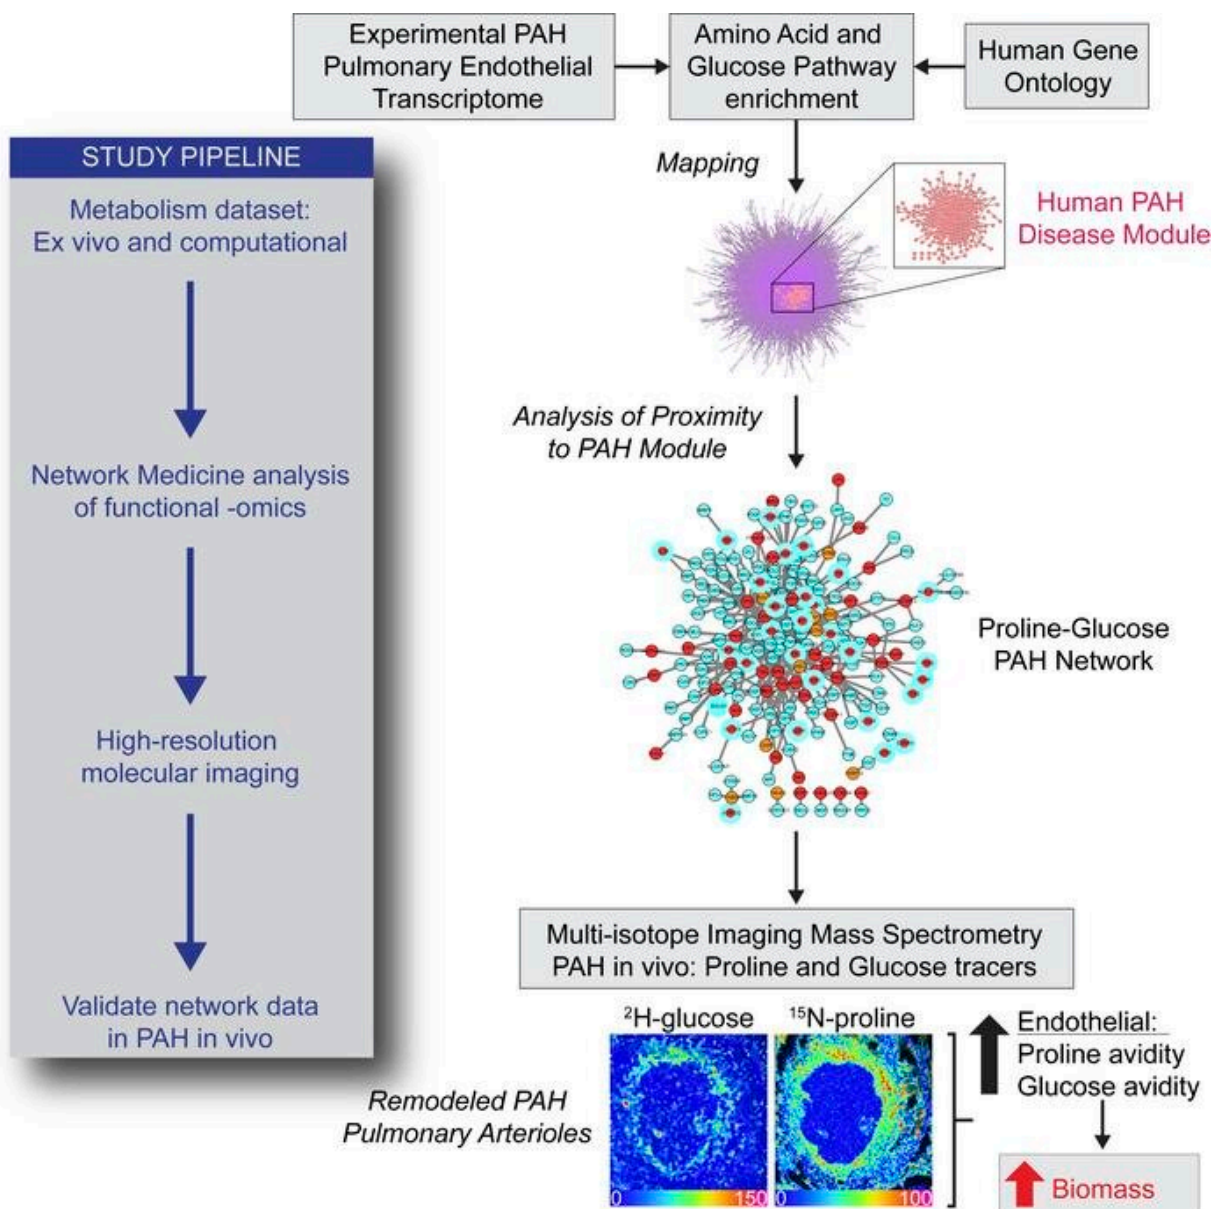 Experimental PAH
Pulmonary Endothelial
Transcriptome
Amino Acid and
Glucose Pathway
enrichment
Human Gene
Ontology
STUDY PIPELINE
Metabolism dataset:
Ex vivo and computational
Network Medicine analysis
of functional -omics
High-resolution
molecular imaging
Validate network data
in PAH in vivo
Mapping
Human PAH
Disease Module
Analysis of Proximity
to PAH Module
Proline-Glucose
PAH Network
Multi-isotope Imaging Mass Spectrometry
PAH in vivo: Proline and Glucose tracers
²H-glucose
¹⁵N-proline
Remodeled PAH
Pulmonary Arterioles
0 150
0 100
Endothelial:
Proline avidity
Glucose avidity
Biomass